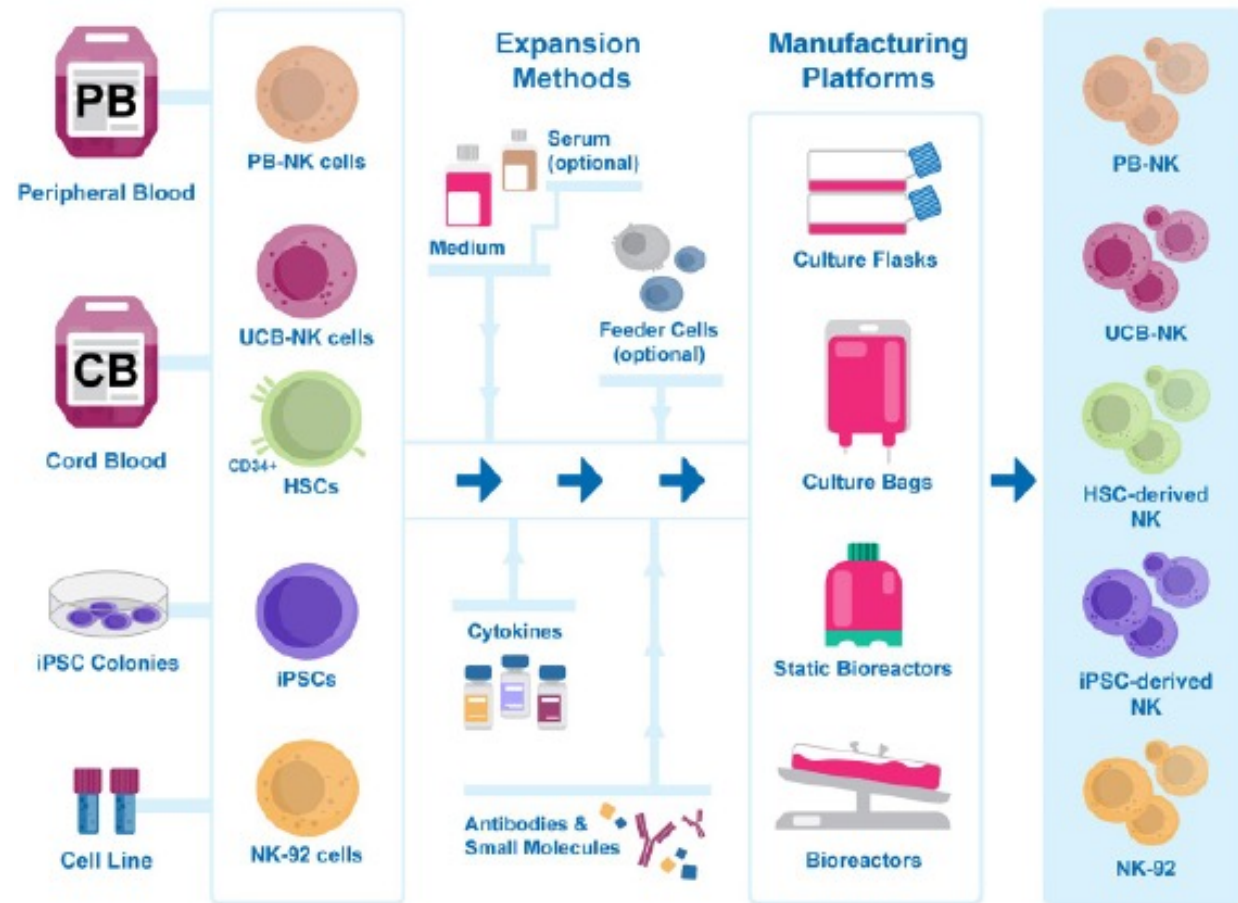 PB
Peripheral Blood
CB
Cord Blood
iPSC Colonies
Cell Line
PB-NK cells
UCB-NK cells
CD34+
HSCs
iPSCs
NK-92 cells
Expansion
Methods
Serum
(optional)
Medium
Feeder Cells
(optional)
Cytokines
Antibodies &
Small Molecules
Manufacturing
Platforms
Culture Flasks
Culture Bags
Static Bioreactors
Bioreactors
PB-NK
UCB-NK
HSC-derived
NK
iPSC-derived
NK
NK-92